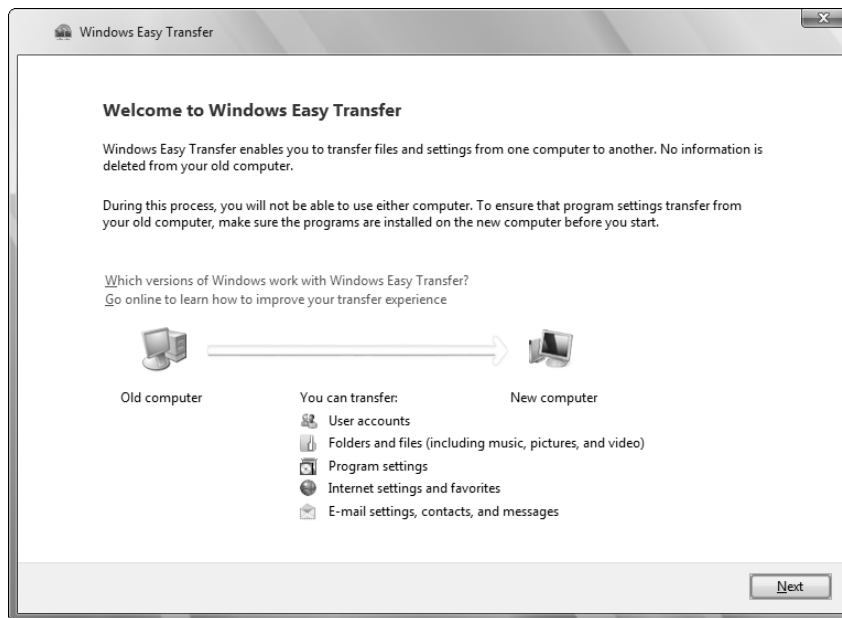 Windows Easy Transfer
Welcome to Windows Easy Transfer
Windows Easy Transfer enables you to transfer files and settings from one computer to another. No information is
deleted from your old computer.
During this process, you will not be able to use either computer. To ensure that program settings transfer from
your old computer, make sure the programs are installed on the new computer before you start.
Which versions of Windows work with Windows Easy Transfer?
Go online to learn how to improve your transfer experience
Old computer
You can transfer:
New computer
User accounts
Folders and files (including music, pictures, and video)
Program settings
Internet settings and favorites
E-mail settings, contacts, and messages
Next